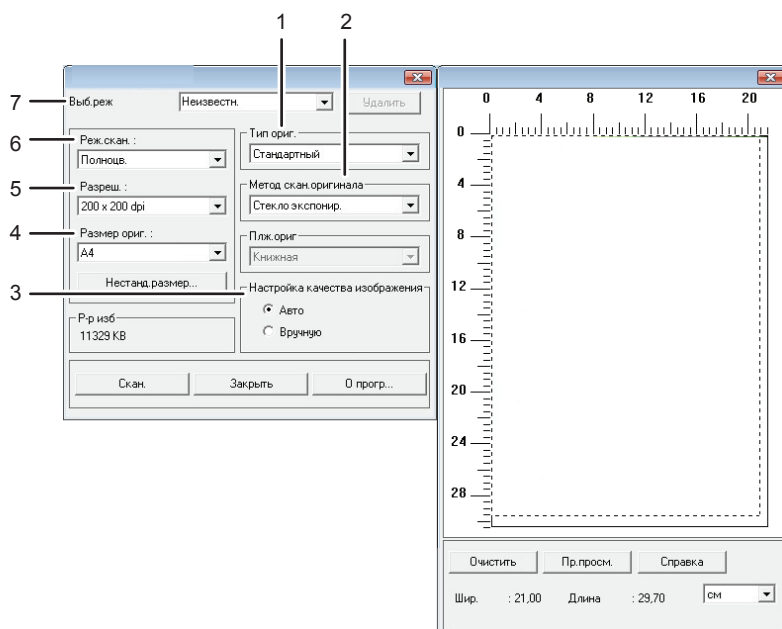 1 2
7 Выб.реж Неизвестн. Удалить
6 Реж.скан. :
Полноцв.
5 Разреш. :
200 x 200 dpi
4 Размер ориг. :
A4
Нестанд.размер...
Р-р изб
11329 KB
Тип ориг.
Стандартный
Метод скан.оригинала
Стекло экспонир.
Плж.ориг
Книжная
3 Настройка качества изображения
Авто
Вручную
Скан. Закрыть О прогр...
0 4 8 12 16 20
0
4
8
12
16
20
24
28
Очистить Пр.просм. Справка
Шир. : 21,00 Длина : 29,70 см